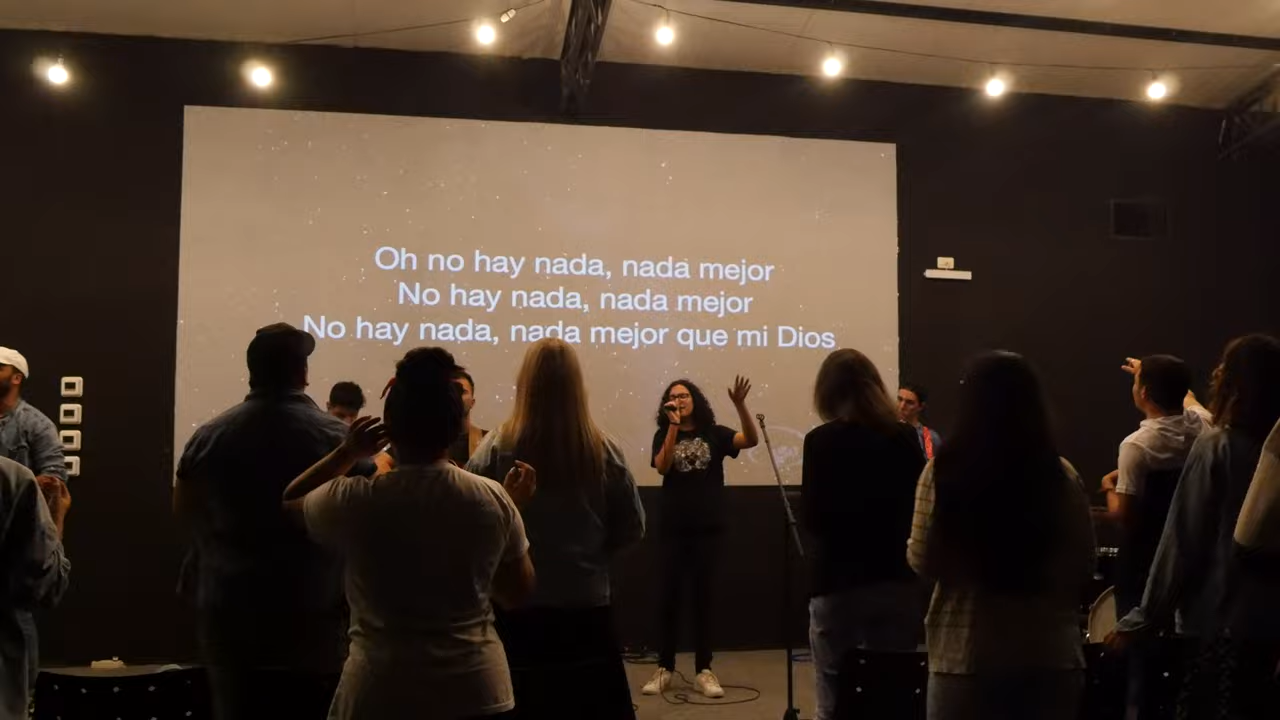 Oh no hay nada, nada mejor
No hay nada, nada mejor
No hay nada, nada mejor que mi Dios